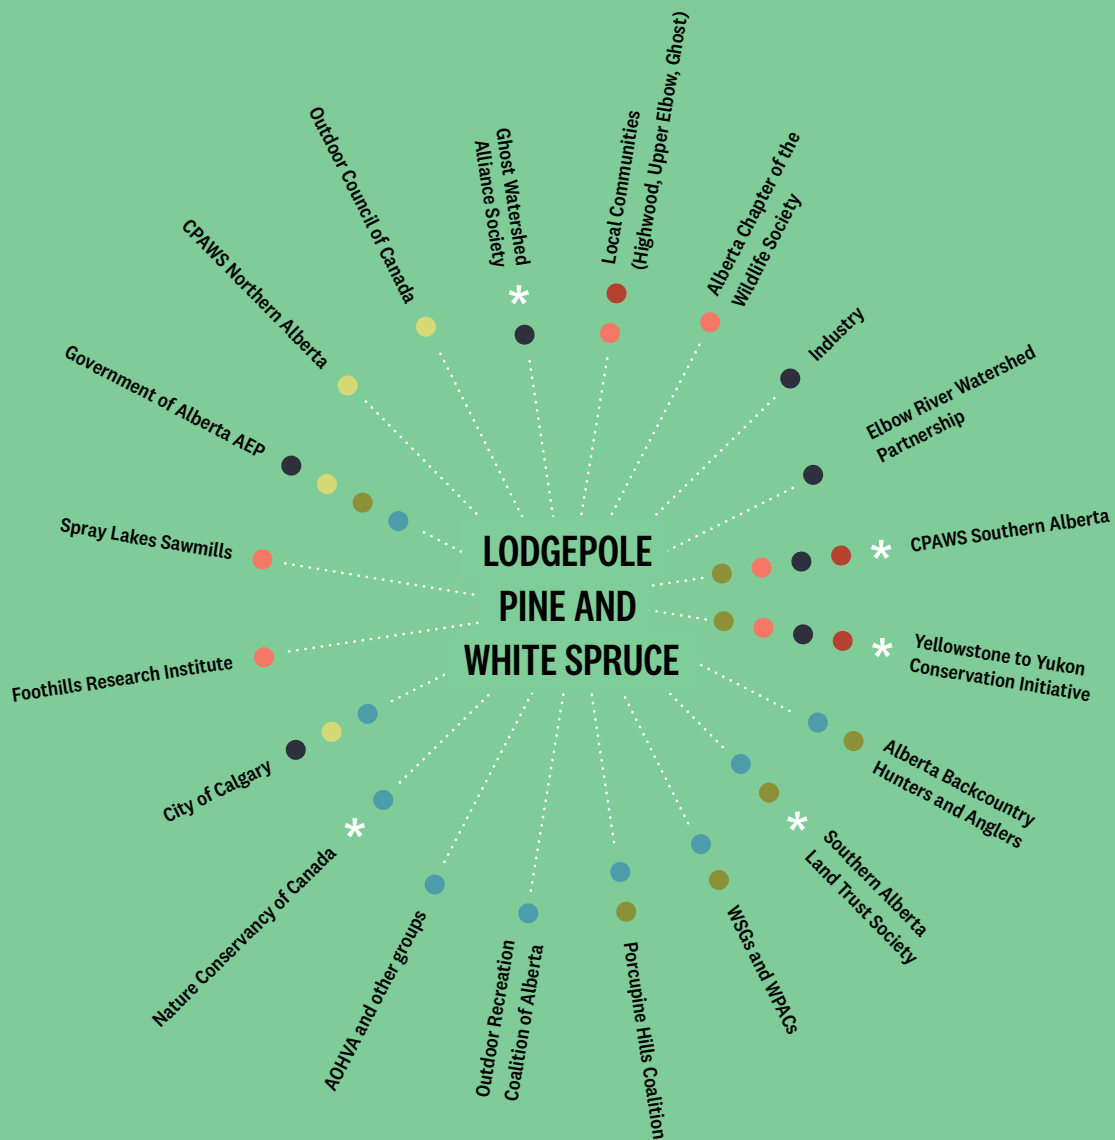 LODGEPOLE
PINE AND
WHITE SPRUCE
Local Communities
(Highwood, Upper Elbow, Ghost)
Alberta Chapter of the
Wildlife Society
Industry
Elbow River Watershed
Partnership
CPAWS Southern Alberta
Yellowstone to Yukon
Conservation Initiative
Alberta Backcountry
Hunters and Anglers
Southern Alberta
Land Trust Society
WSGs and WPACs
Porcupine Hills Coalition
Outdoor Recreation
Coalition of Alberta
AOHVA and other groups
Nature Conservancy of Canada
City of Calgary
Foothills Research Institute
Spray Lakes Sawmills
Government of Alberta AEP
CPAWS Northern Alberta
Outdoor Council of Canada
Ghost Watershed
Alliance Society